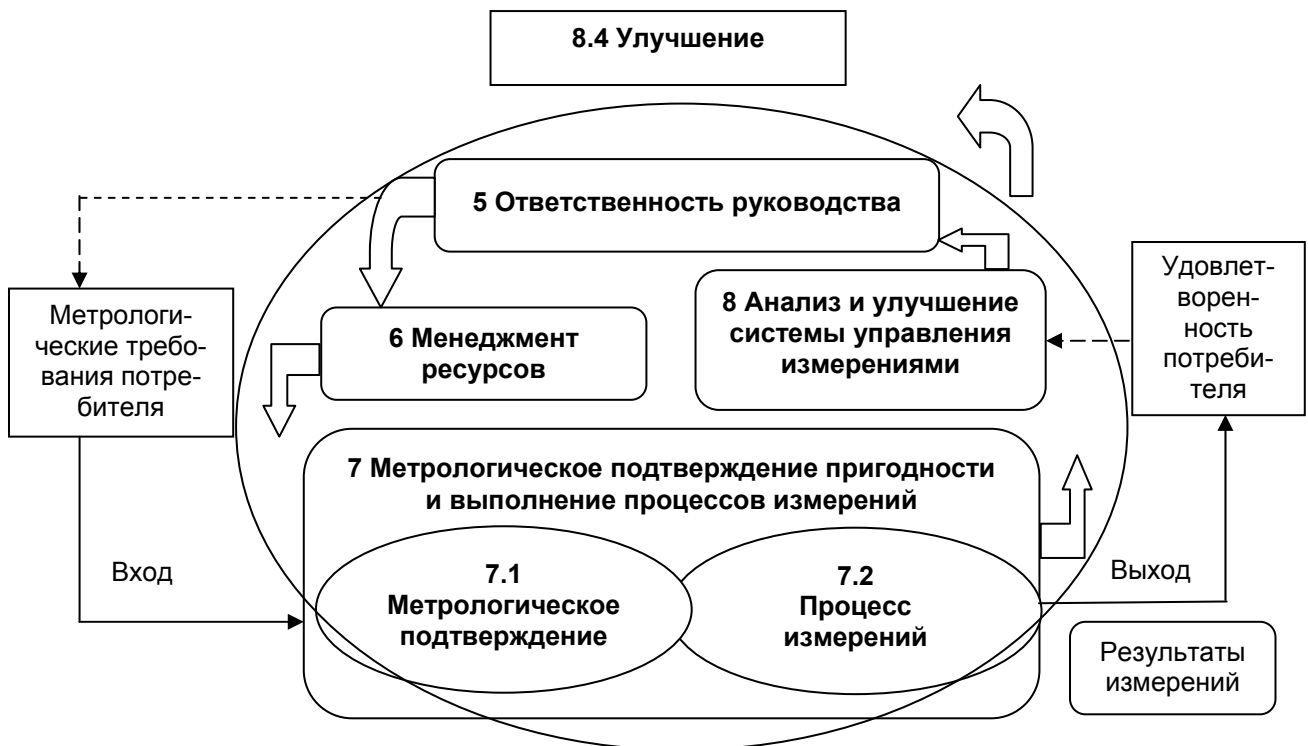 8.4 Улучшение
5 Ответственность руководства
Метрологи-
ческие требо-
вания потре-
бителя
6 Менеджмент
ресурсов
8 Анализ и улучшение
системы управления
измерениями
Удовлет-
ворен-
ность
потреби-
теля
7 Метрологическое подтверждение пригодности
и выполнение процессов измерений
Вход
7.1
Метрологическое
подтверждение
7.2
Процесс
измерений
Выход
Результаты
измерений